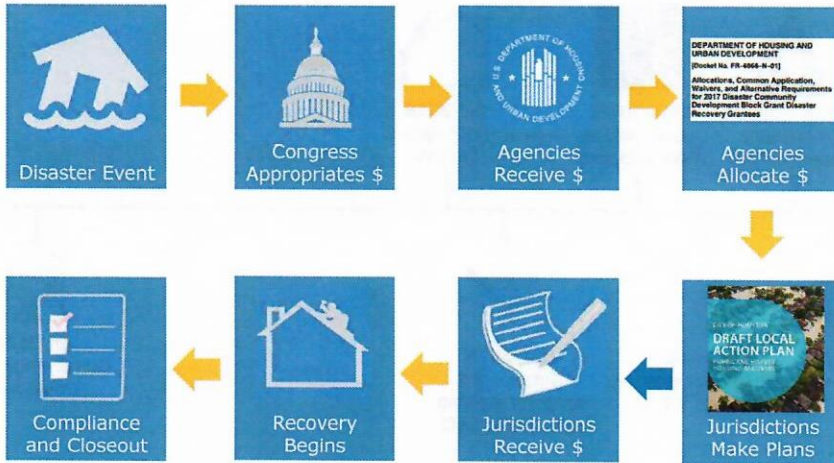 Disaster Event
Congress
Appropriates $
U.S. DEPARTMENT OF HOUSING
AND URBAN DEVELOPMENT
Agencies
Receive $
DEPARTMENT OF HOUSING AND
URBAN DEVELOPMENT
[Docket No. FR-6066-N-01]
Allocations, Common Application,
Waivers, and Alternative Requirements
for 2017 Disaster Community
Development Block Grant Disaster
Recovery Grantees
Agencies
Allocate $
DRAFT LOCAL
ACTION PLAN
Jurisdictions
Make Plans
Jurisdictions
Receive $
Recovery
Begins
Compliance
and Closeout